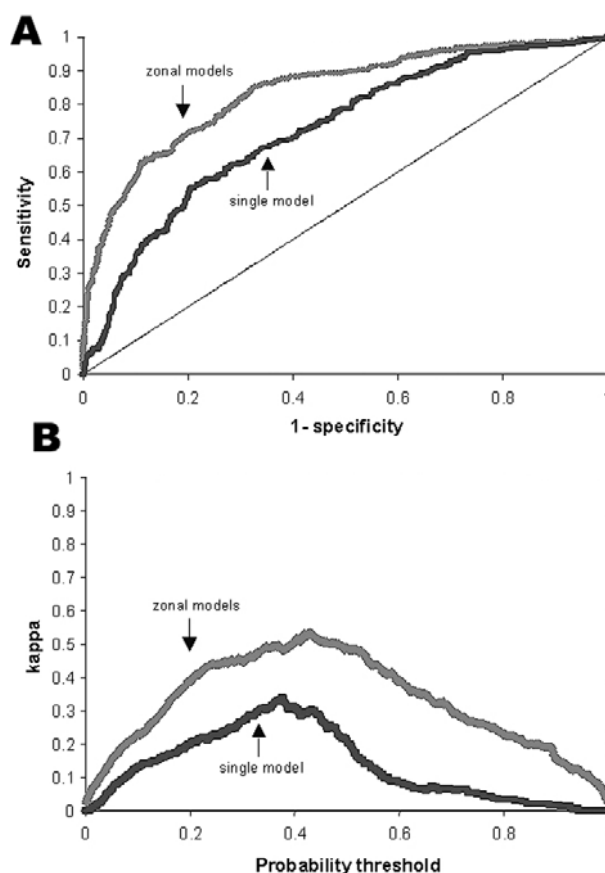 A
1
0.9
0.8
0.7
0.6
0.5
0.4
0.3
0.2
0.1
0
Sensitivity
zonal models
single model
0 0.2 0.4 0.6 0.8
1- specificity
B
1
0.9
0.8
0.7
0.6
0.5
0.4
0.3
0.2
0.1
0
kappa
zonal models
single model
0 0.2 0.4 0.6 0.8
Probability threshold